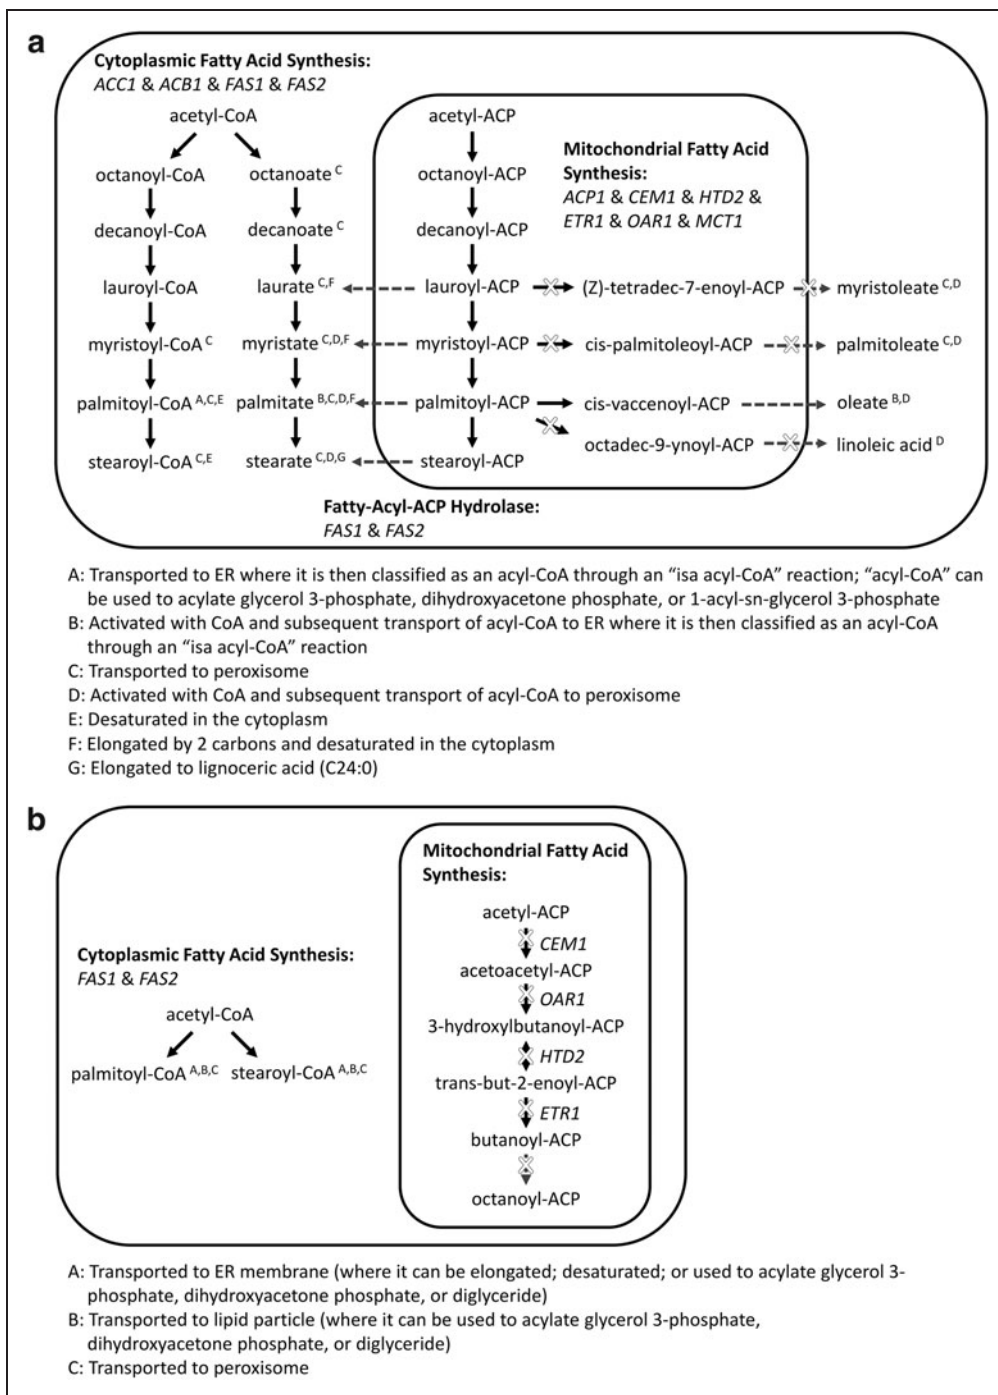 a
Cytoplasmic Fatty Acid Synthesis:
ACC1 & ACB1 & FAS1 & FAS2
acetyl-CoA
acetyl-ACP
Mitochondrial Fatty Acid
Synthesis:
ACP1 & CEM1 & HTD2 &
ETR1 & OAR1 & MCT1
octanoyl-CoA octanoate C octanoyl-ACP
decanoyl-CoA decanoate C decanoyl-ACP
lauroyl-CoA laurate C,F lauroyl-ACP (Z)-tetradec-7-enoyl-ACP myristoleate C,D
myristoyl-CoA C myristate C,D,F myristoyl-ACP cis-palmitoleoyl-ACP palmitoleate C,D
palmitoyl-CoA A,C,E palmitate B,C,D,F palmitoyl-ACP cis-vaccenoyl-ACP oleate B,D
octadec-9-ynoyl-ACP linoleic acid D
stearoyl-CoA C,E stearate C,D,G stearoyl-ACP
Fatty-Acyl-ACP Hydrolase:
FAS1 & FAS2
A: Transported to ER where it is then classified as an acyl-CoA through an “isa acyl-CoA” reaction; “acyl-CoA” can
be used to acylate glycerol 3-phosphate, dihydroxyacetone phosphate, or 1-acyl-sn-glycerol 3-phosphate
B: Activated with CoA and subsequent transport of acyl-CoA to ER where it is then classified as an acyl-CoA
through an “isa acyl-CoA” reaction
C: Transported to peroxisome
D: Activated with CoA and subsequent transport of acyl-CoA to peroxisome
E: Desaturated in the cytoplasm
F: Elongated by 2 carbons and desaturated in the cytoplasm
G: Elongated to lignoceric acid (C24:0)
b
Cytoplasmic Fatty Acid Synthesis:
FAS1 & FAS2
acetyl-CoA
palmitoyl-CoA A,B,C stearoyl-CoA A,B,C
Mitochondrial Fatty Acid
Synthesis:
acetyl-ACP
CEM1
acetoacetyl-ACP
OAR1
3-hydroxylbutanoyl-ACP
HTD2
trans-but-2-enoyl-ACP
ETR1
butanoyl-ACP
octanoyl-ACP
A: Transported to ER membrane (where it can be elongated; desaturated; or used to acylate glycerol 3-
phosphate, dihydroxyacetone phosphate, or diglyceride)
B: Transported to lipid particle (where it can be used to acylate glycerol 3-phosphate,
dihydroxyacetone phosphate, or diglyceride)
C: Transported to peroxisome